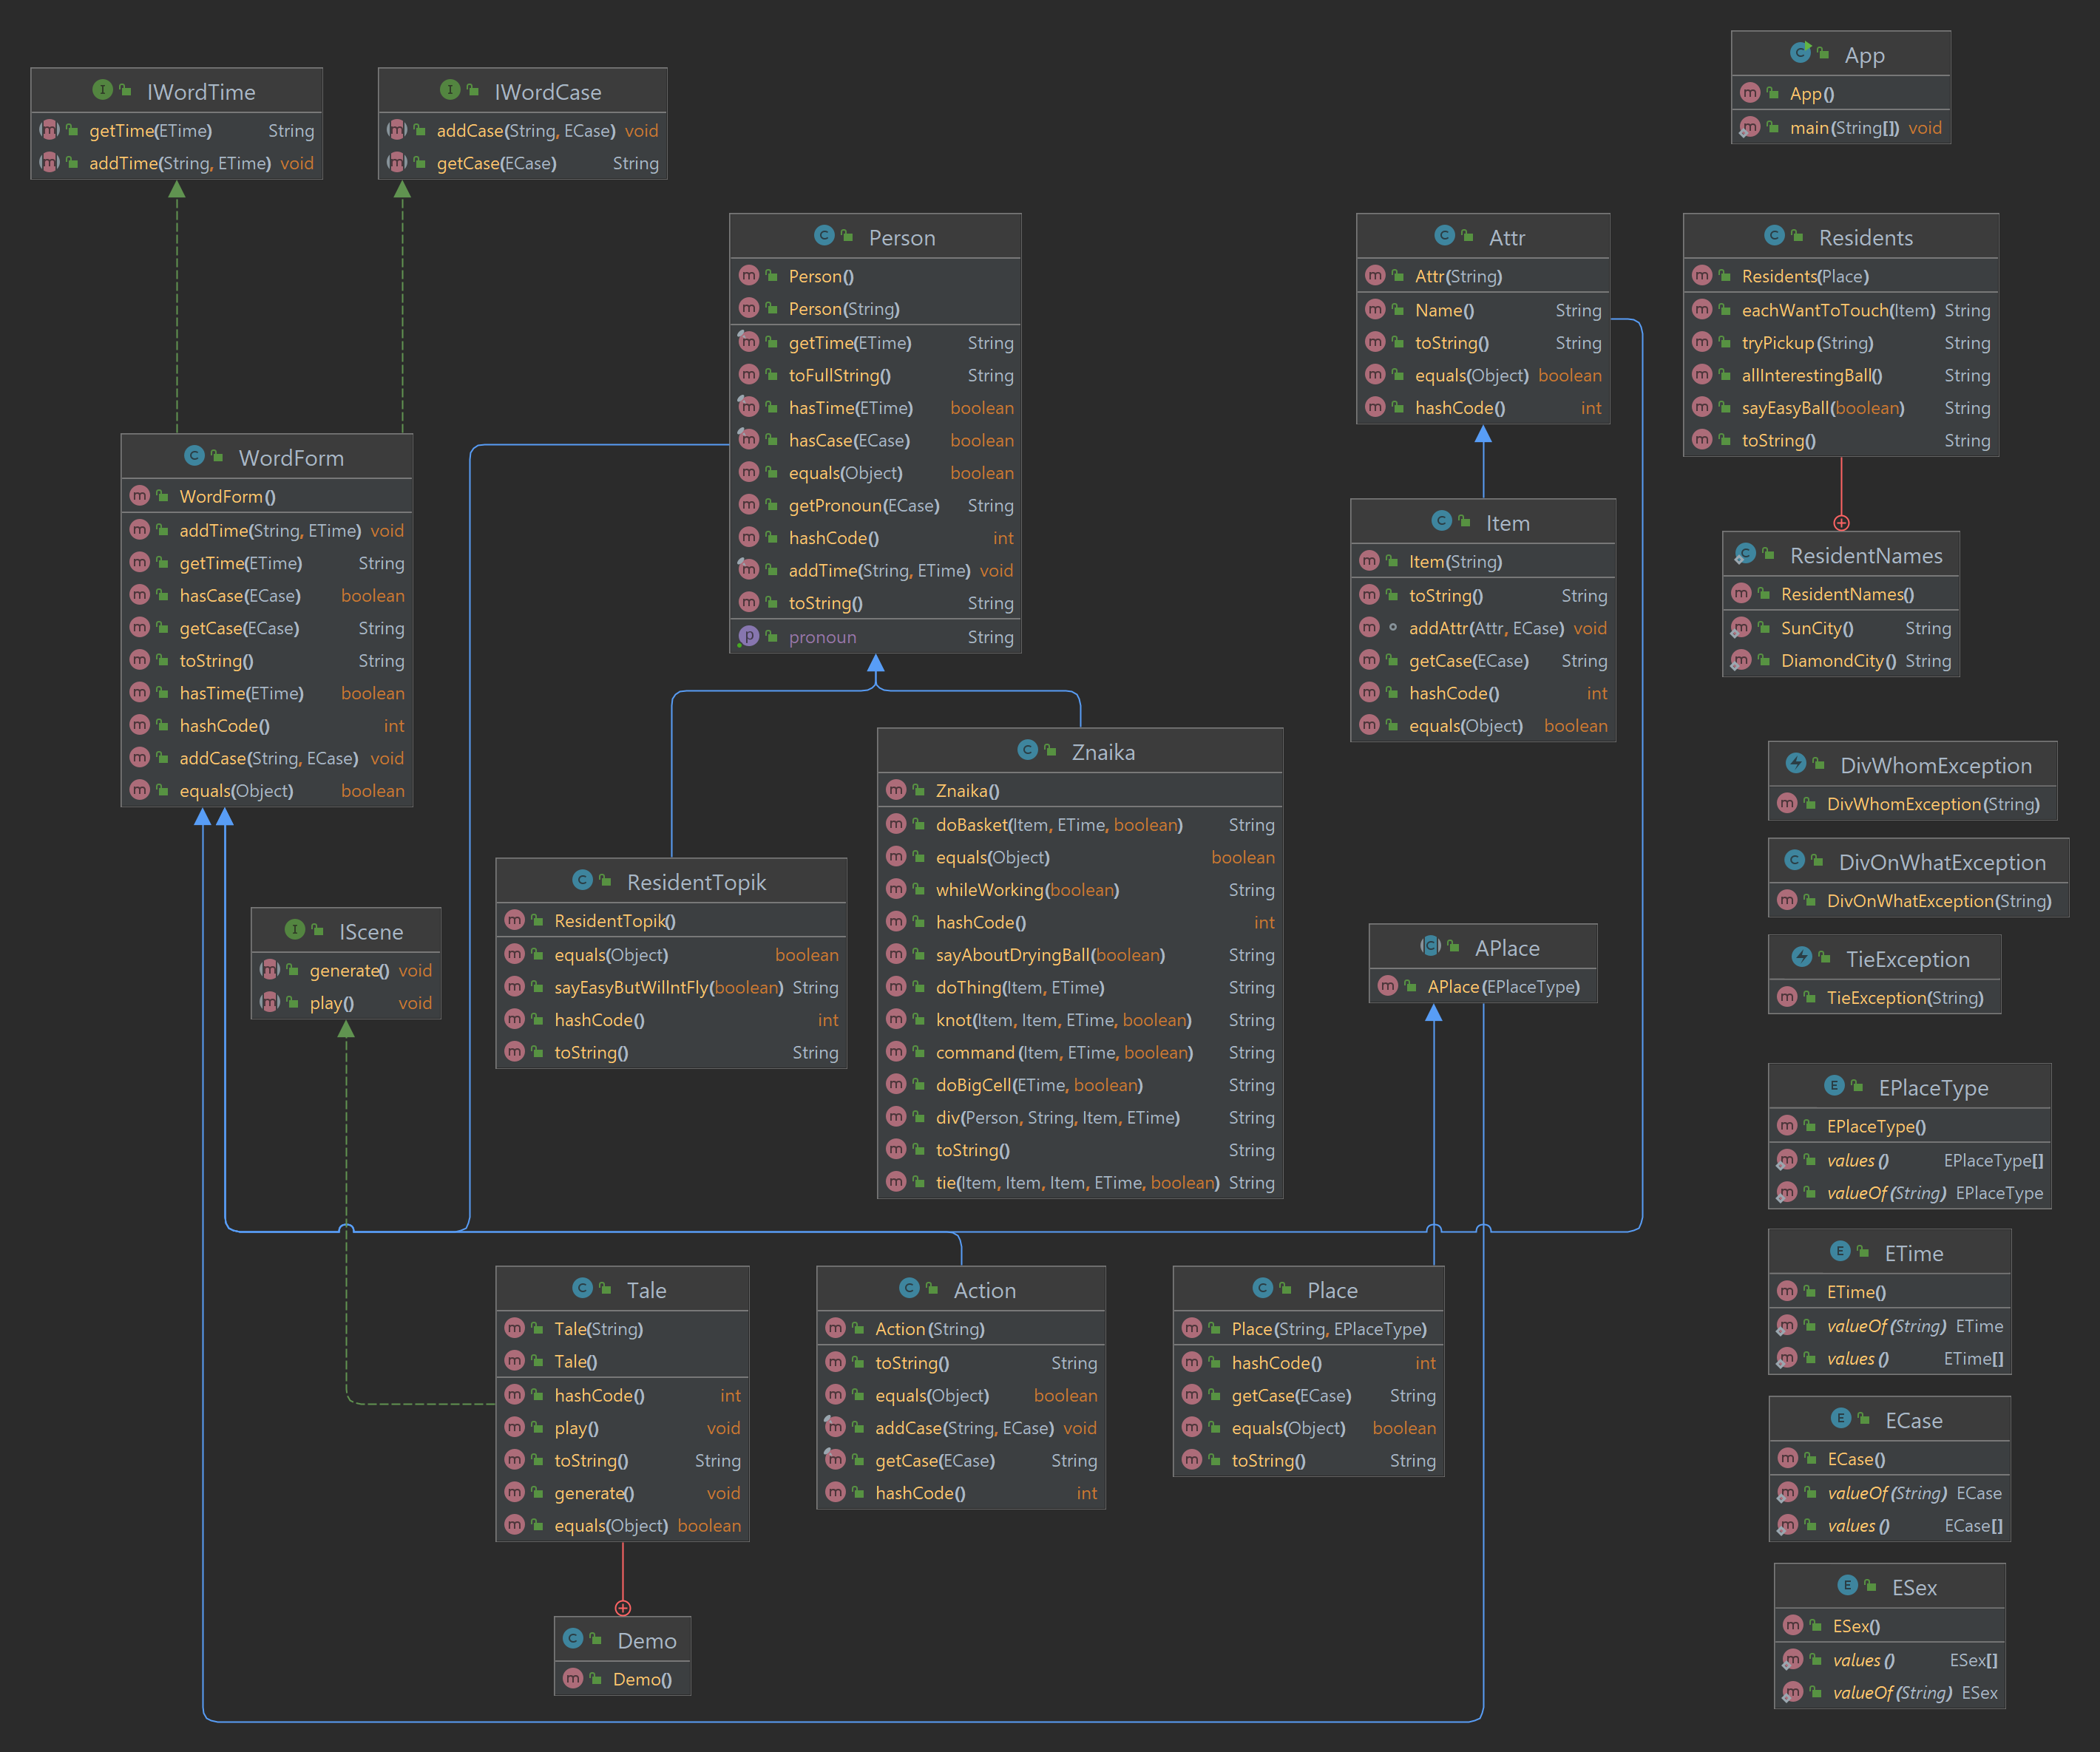 IWordTime
getTime(ETime) String
addTime(String, ETime) void
IWordCase
addCase(String, ECase) void
getCase(ECase) String
App
App()
main(String[]) void
Person
Person()
Person(String)
getTime(ETime) String
toFullString() String
hasTime(ETime) boolean
hasCase(ECase) boolean
equals(Object) boolean
getPronoun(ECase) String
hashCode() int
addTime(String, ETime) void
toString() String
pronoun String
Attr
Attr(String)
Name() String
toString() String
equals(Object) boolean
hashCode() int
Residents
Residents(Place)
eachWantToTouch(Item) String
tryPickup(String) String
allInterestingBall() String
sayEasyBall(boolean) String
toString() String
WordForm
WordForm()
addTime(String, ETime) void
getTime(ETime) String
hasCase(ECase) boolean
getCase(ECase) String
toString() String
hasTime(ETime) boolean
hashCode() int
addCase(String, ECase) void
equals(Object) boolean
Item
Item(String)
toString() String
addAttr(Attr, ECase) void
getCase(ECase) String
hashCode() int
equals(Object) boolean
ResidentNames
ResidentNames()
SunCity() String
DiamondCity() String
Znaika
Znaika()
doBasket(Item, ETime, boolean) String
equals(Object) boolean
whileWorking(boolean) String
hashCode() int
sayAboutDryingBall(boolean) String
doThing(Item, ETime) String
knot(Item, Item, ETime, boolean) String
command(Item, ETime, boolean) String
doBigCell(ETime, boolean) String
div(Person, String, Item, ETime) String
toString() String
tie(Item, Item, Item, ETime, boolean) String
DivWhomException
DivWhomException(String)
DivOnWhatException
DivOnWhatException(String)
TieException
TieException(String)
ResidentTopik
ResidentTopik()
equals(Object) boolean
sayEasyButWillntFly(boolean) String
hashCode() int
toString() String
IScene
generate() void
play() void
APlace
APlace(EPlaceType)
EPlaceType
EPlaceType()
values() EPlaceType[]
valueOf(String) EPlaceType
ETime
ETime()
valueOf(String) ETime
values() ETime[]
Tale
Tale(String)
Tale()
hashCode() int
play() void
toString() String
generate() void
equals(Object) boolean
Action
Action(String)
toString() String
equals(Object) boolean
addCase(String, ECase) void
getCase(ECase) String
hashCode() int
Place
Place(String, EPlaceType)
hashCode() int
getCase(ECase) String
equals(Object) boolean
toString() String
ECase
ECase()
valueOf(String) ECase
values() ECase[]
Demo
Demo()
ESex
ESex()
values() ESex[]
valueOf(String) ESex